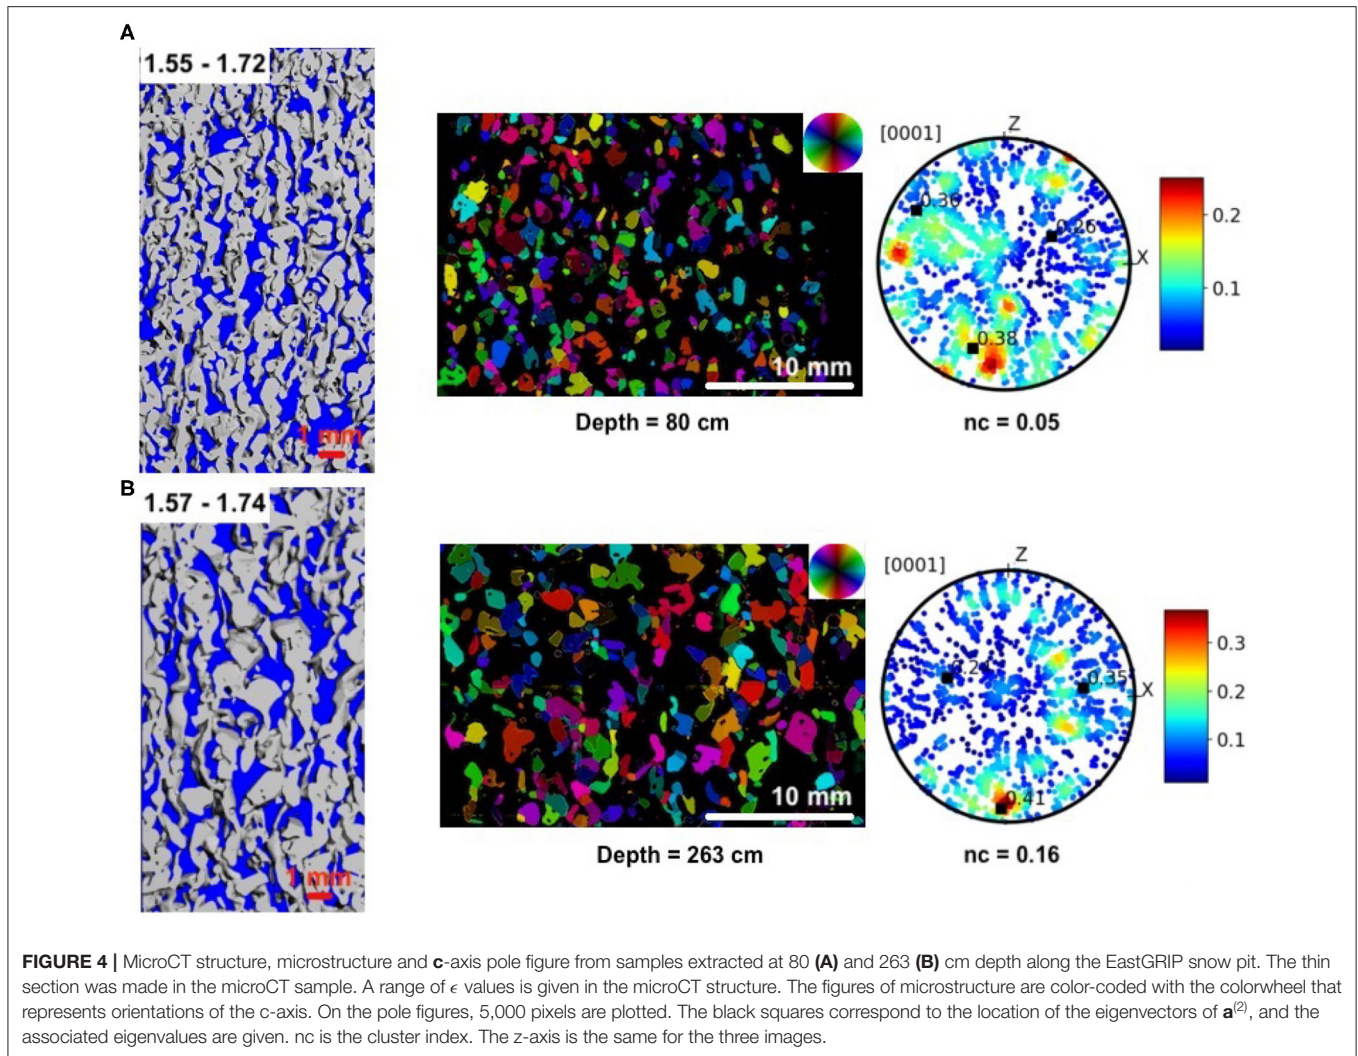 A
1.55 - 1.72
1 mm
10 mm
Depth = 80 cm
[0001]
Z
X
0.36
0.26
0.38
0.2
0.1
nc = 0.05
B
1.57 - 1.74
1 mm
10 mm
Depth = 263 cm
[0001]
Z
X
0.35
0.41
0.3
0.2
0.1
nc = 0.16
FIGURE 4 | MicroCT structure, microstructure and c-axis pole figure from samples extracted at 80 (A) and 263 (B) cm depth along the EastGRIP snow pit. The thin
section was made in the microCT sample. A range of ϵ values is given in the microCT structure. The figures of microstructure are color-coded with the colorwheel that
represents orientations of the c-axis. On the pole figures, 5,000 pixels are plotted. The black squares correspond to the location of the eigenvectors of a⁽²⁾, and the
associated eigenvalues are given. nc is the cluster index. The z-axis is the same for the three images.